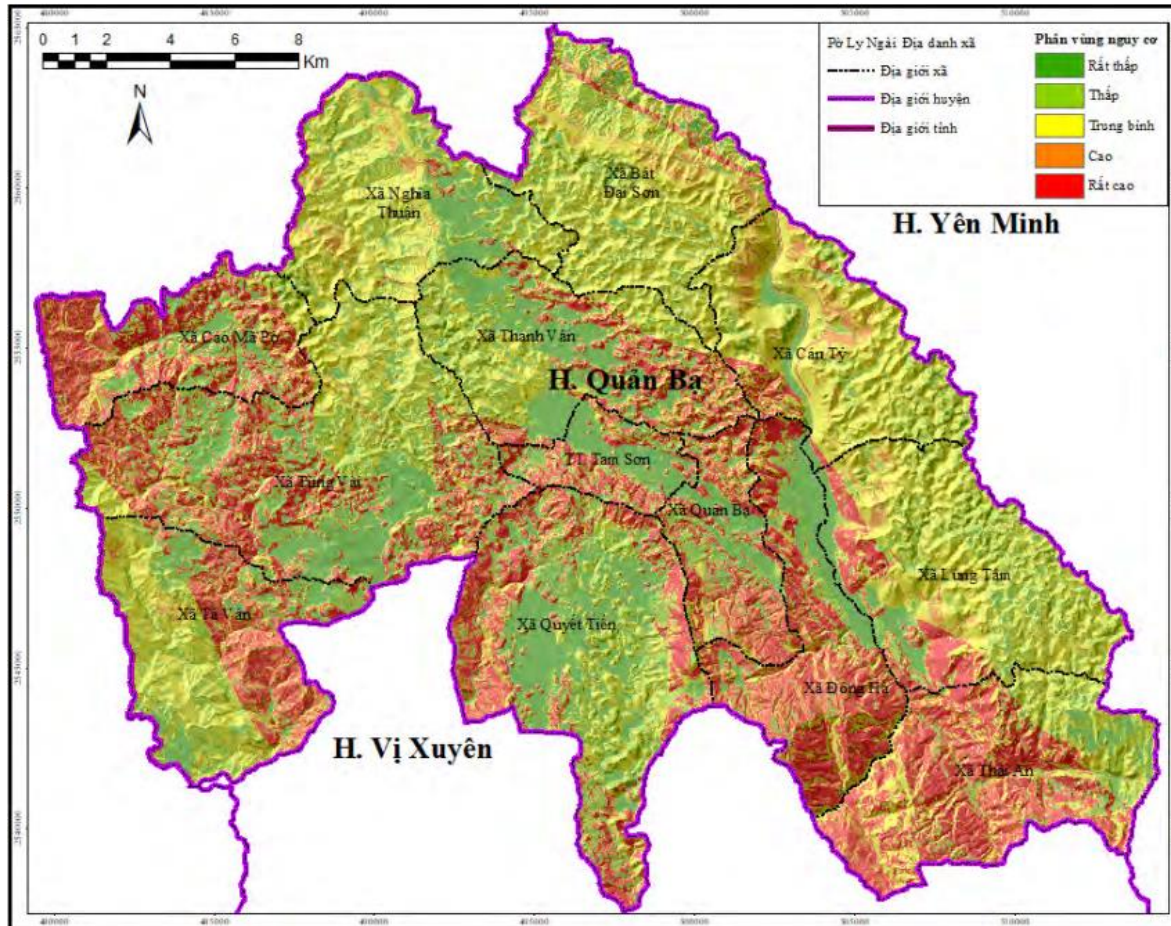 0 1 2 4 6 8
Km
N
Pờ Ly Ngài Địa danh xã
Địa giới xã
Địa giới huyện
Địa giới tỉnh
Phân vùng nguy cơ
Rất thấp
Thấp
Trung bình
Cao
Rất cao
H. Yên Minh
Xã Bát
Đại Sơn
Xã Nghĩa
Thuận
Xã Cao Mã Pờ
Xã Thanh Vân
Xã Cán Tỷ
H. Quản Bạ
TT. Tam Sơn
Xã Tùng Vài
Xã Quản Bạ
Xã Lùng Tám
Xã Tả Ván
Xã Quyết Tiến
Xã Đông Hà
H. Vị Xuyên
Xã Thái An
2560000
2545000
2540000